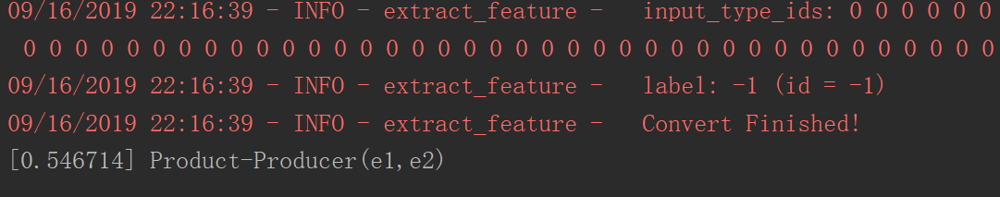 09/16/2019 22:16:39 - INFO - extract_feature -   input_type_ids: 0 0 0 0 0 0
0 0 0 0 0 0 0 0 0 0 0 0 0 0 0 0 0 0 0 0 0 0 0 0 0 0 0 0 0 0 0 0 0 0 0 0 0 0
09/16/2019 22:16:39 - INFO - extract_feature -   label: -1 (id = -1)
09/16/2019 22:16:39 - INFO - extract_feature -   Convert Finished!
[0.546714] Product-Producer(e1,e2)